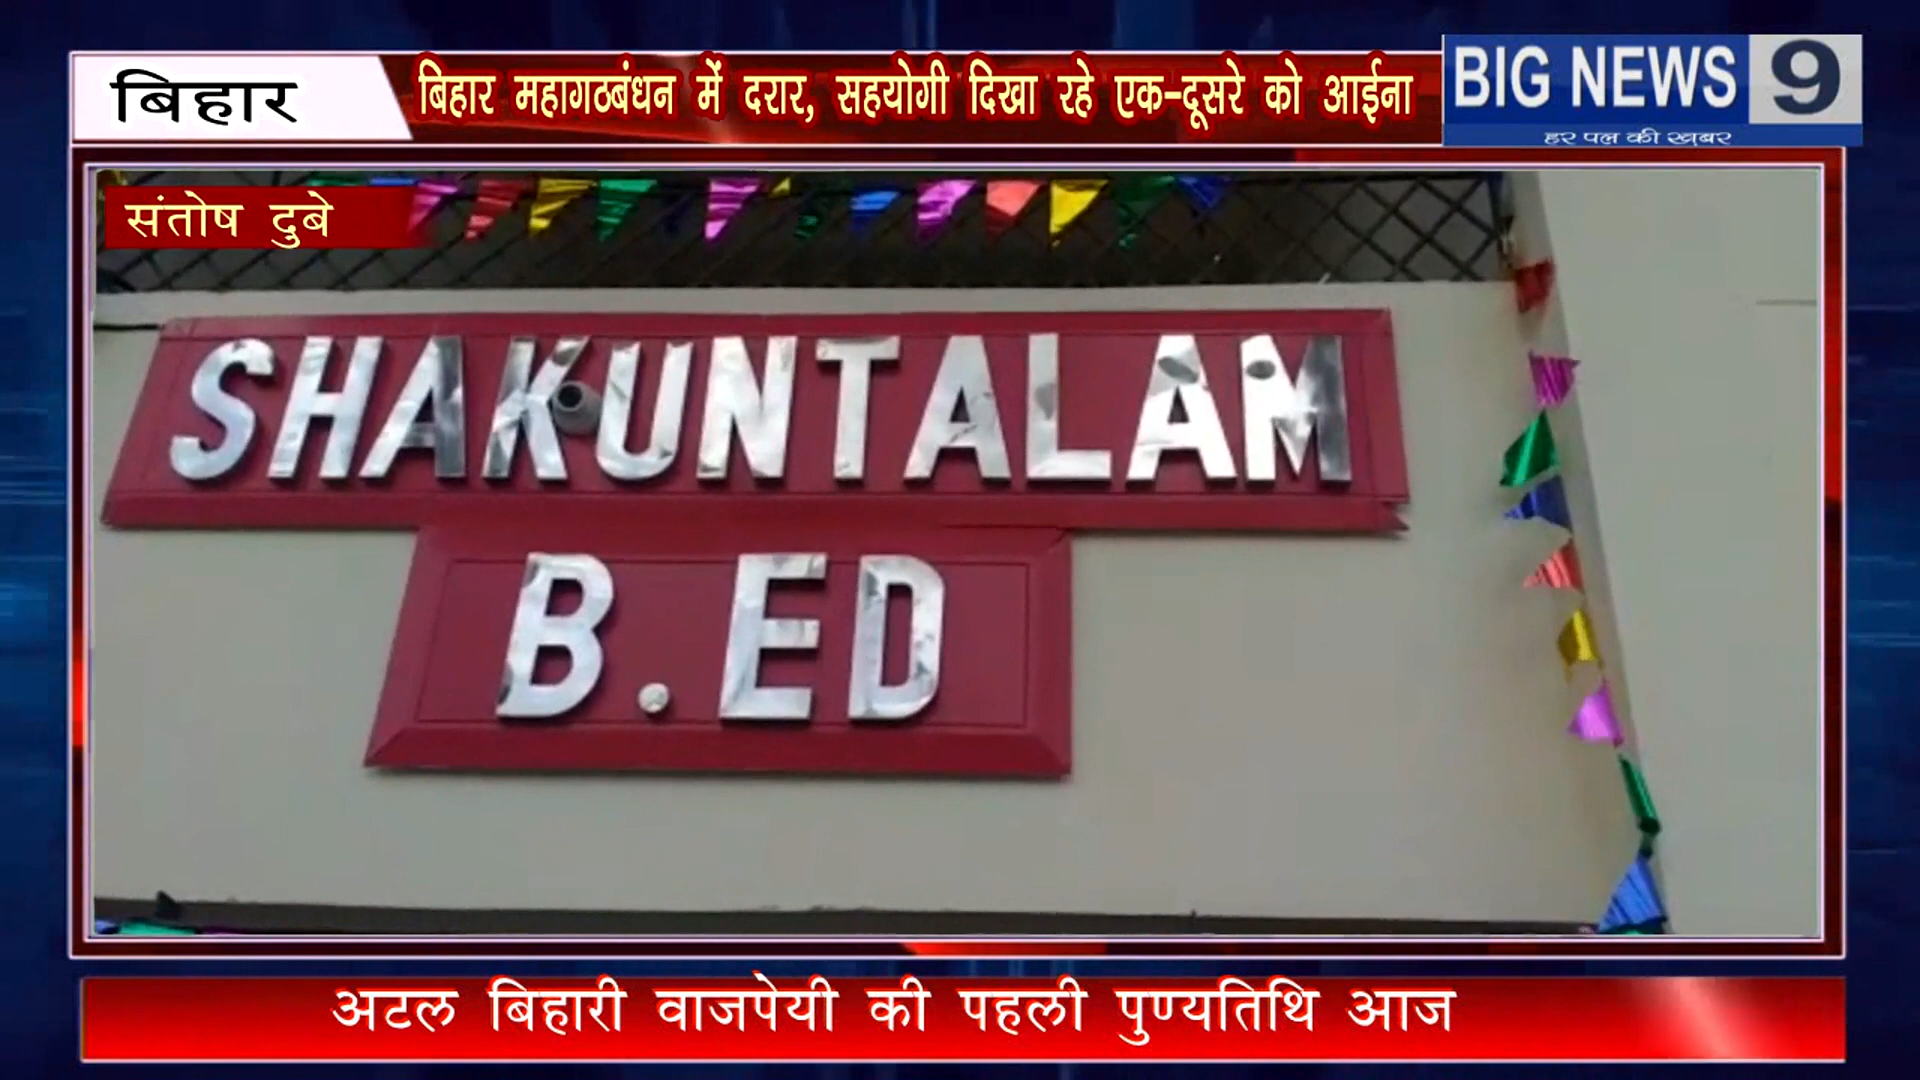 बिहार
बिहार महागठबंधन में दरार, सहयोगी दिखा रहे एक-दूसरे को आईना
BIG NEWS 9
हर पल की ख़बर
संतोष दुबे
SHAKUNTALAM
B.ED
अटल बिहारी वाजपेयी की पहली पुण्यतिथि आज